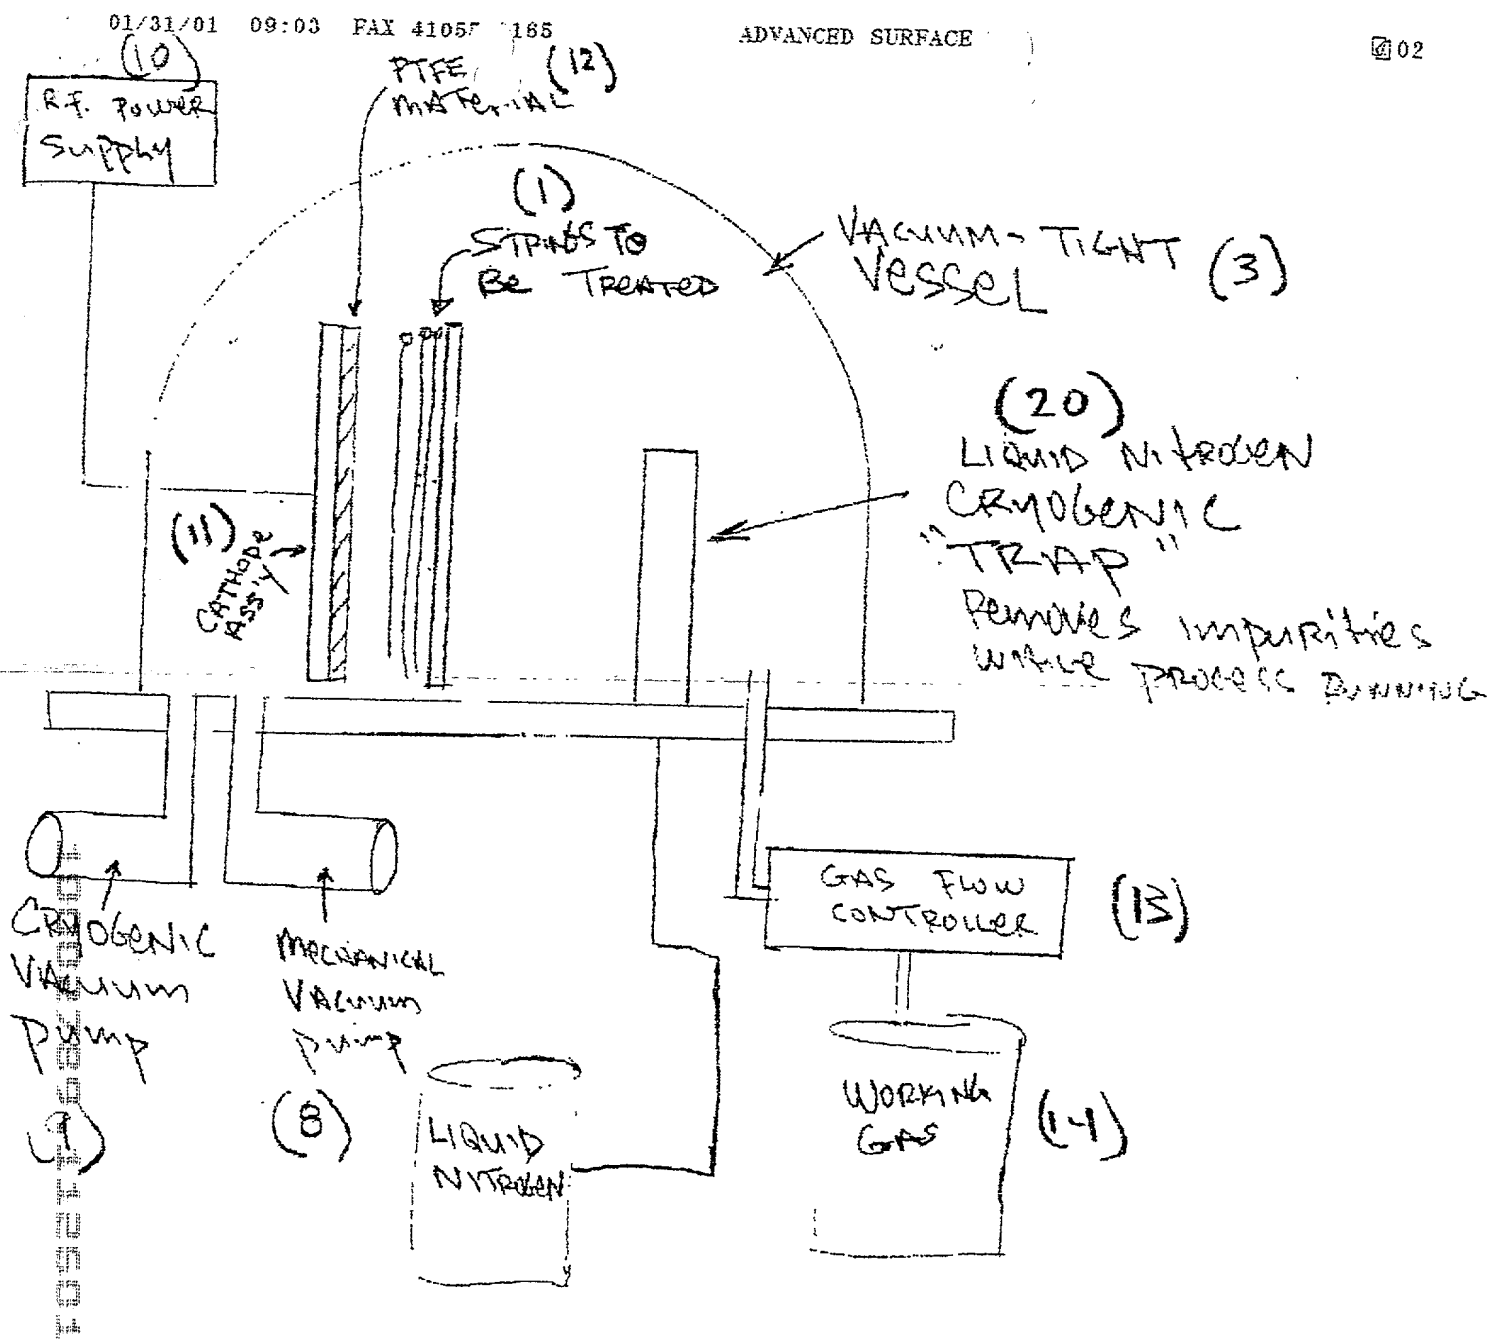 01/31/01 09:03 FAX 4105 165 ADVANCED SURFACE 02
(10)
R.F. POWER
SUPPLY
PTFE
MATERIAL
(12)
(1)
STRINGS TO
BE TREATED
VACUUM-TIGHT
VESSEL
(3)
(20)
LIQUID NITROGEN
CRYOGENIC
"TRAP"
REMOVES IMPURITIES
WHILE PROCESS RUNNING
(11)
CATHODE
ASS'Y
CRYOGENIC
VACUUM
PUMP
(9)
MECHANICAL
VACUUM
PUMP
(8)
LIQUID
NITROGEN
GAS FLOW
CONTROLLER
(13)
WORKING
GAS
(14)